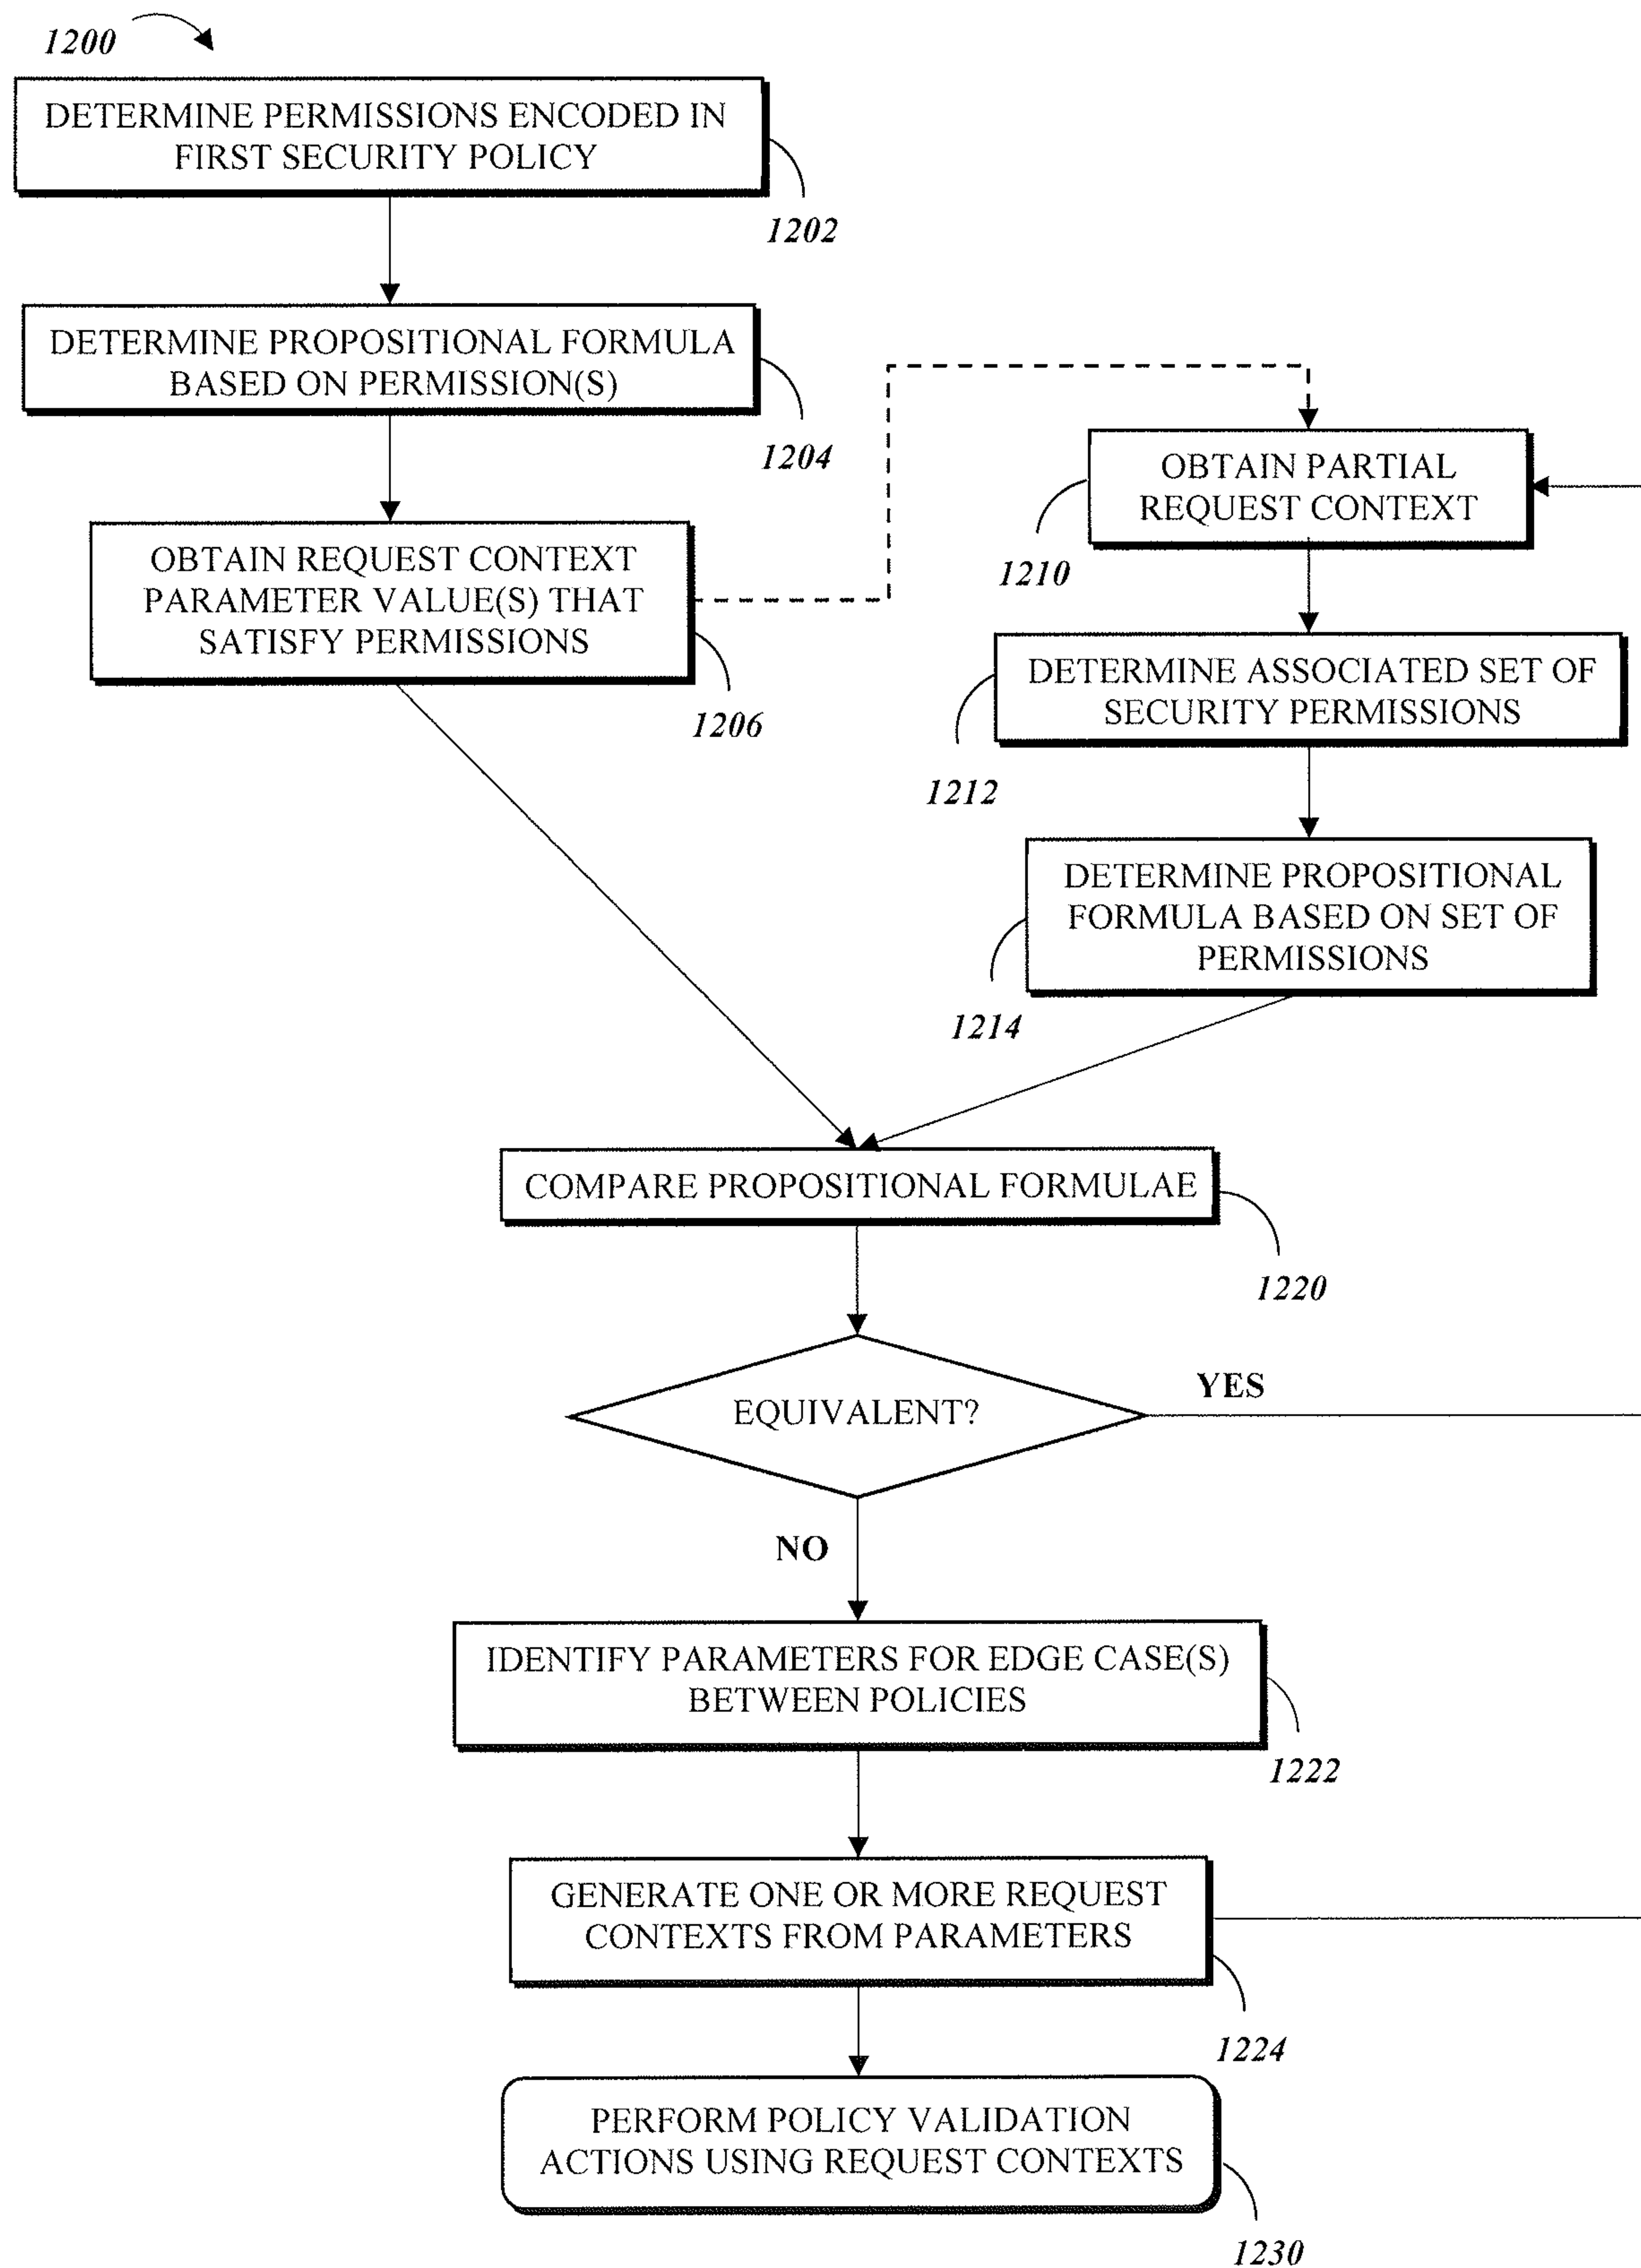 1200
DETERMINE PERMISSIONS ENCODED IN
FIRST SECURITY POLICY
1202
DETERMINE PROPOSITIONAL FORMULA
BASED ON PERMISSION(S)
1204
OBTAIN REQUEST CONTEXT
PARAMETER VALUE(S) THAT
SATISFY PERMISSIONS
1206
OBTAIN PARTIAL
REQUEST CONTEXT
1210
DETERMINE ASSOCIATED SET OF
SECURITY PERMISSIONS
1212
DETERMINE PROPOSITIONAL
FORMULA BASED ON SET OF
PERMISSIONS
1214
COMPARE PROPOSITIONAL FORMULAE
1220
EQUIVALENT?
YES
NO
IDENTIFY PARAMETERS FOR EDGE CASE(S)
BETWEEN POLICIES
1222
GENERATE ONE OR MORE REQUEST
CONTEXTS FROM PARAMETERS
1224
PERFORM POLICY VALIDATION
ACTIONS USING REQUEST CONTEXTS
1230